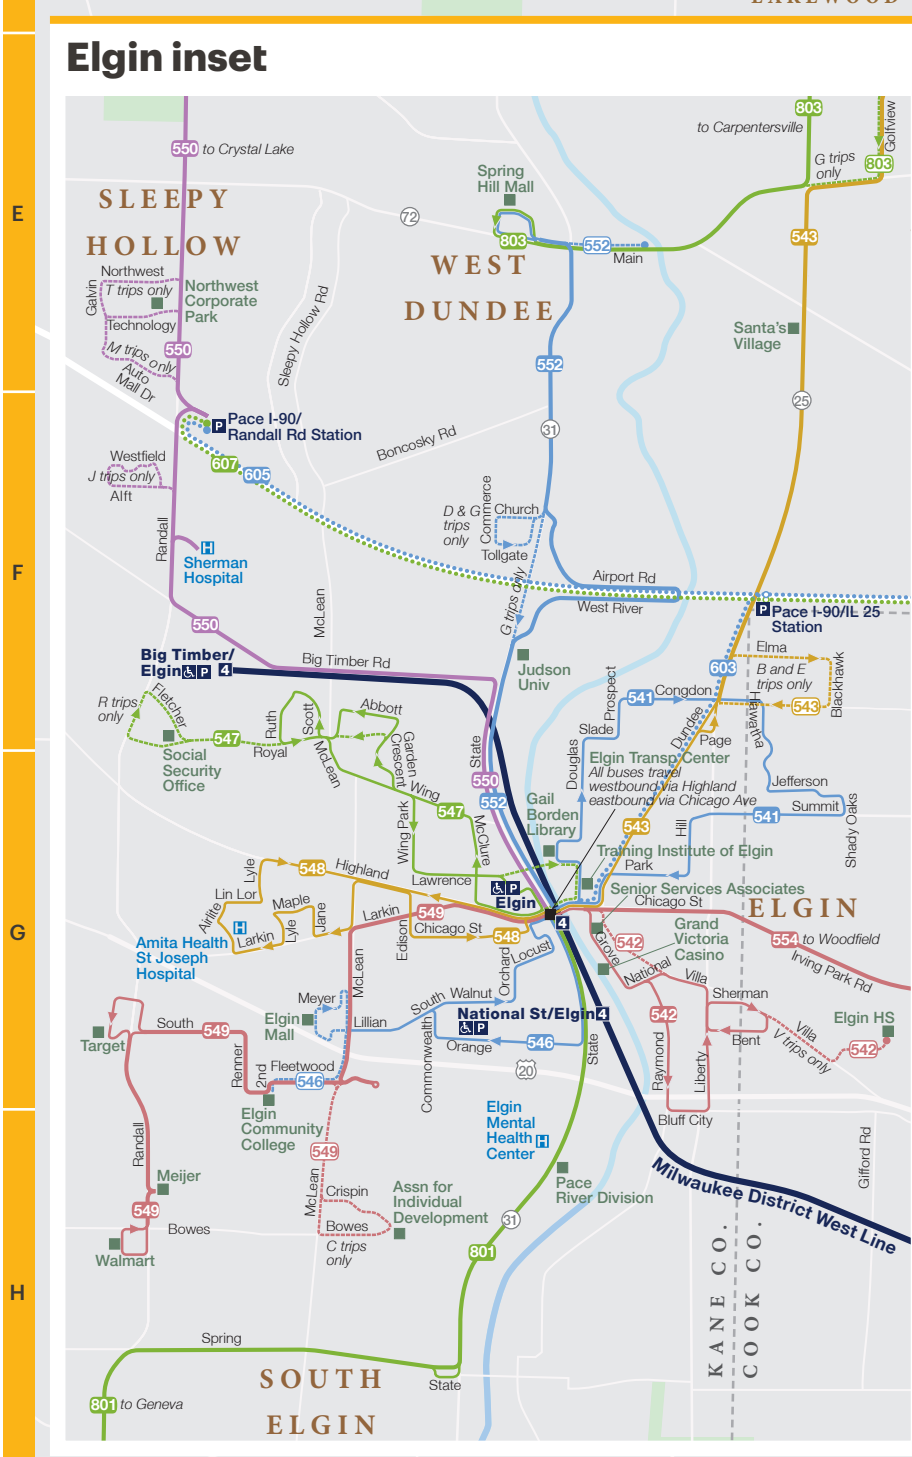 LAKEWOOD
Elgin inset
E
F
G
H
803
to Carpentersville
Golfview
G trips
only
803
550 to Crystal Lake
Spring
Hill Mall
SLEEPY
HOLLOW
72
803
552
Main
543
WEST
DUNDEE
Northwest
T trips only
Galvin
Northwest
Corporate
Park
Technology
M trips only
Auto
Mall Dr
550
Sleepy Hollow Rd
Santa's
Village
552
25
31
P Pace I-90/
Randall Rd Station
607
605
Boncosky Rd
Westfield
J trips only
Alft
Randall
H
Sherman
Hospital
D & G
trips
only
Commerce
Church
Tollgate
G trips only
Airport Rd
West River
P Pace I-90/IL 25
Station
550
McLean
Big Timber/
Elgin P 4
Big Timber Rd
Judson
Univ
603
Elma
B and E
trips only
543
Blackhawk
R trips
only
Fletcher
547
Social
Security
Office
Royal
Ruth
Scott
McLean
Abbott
Garden
Crescent
Wing
547
Wing Park
McClure
Lawrence
State
550
552
Prospect
541
Congdon
Slade
Douglas
Dundee
Page
Hiawatha
Jefferson
Summit
541
Shady Oaks
Hill
Park
Elgin Transp Center
All buses travel
westbound via Highland
eastbound via Chicago Ave
543
Gail
Borden
Library
Training Institute of Elgin
Senior Services Associates
Chicago St
ELGIN
P
Elgin
4
Lyle
548
Highland
Lin Lor
Airlite
Maple
Lyle
Jane
Larkin
H
Larkin
549
Edison
Chicago St
548
Amita Health
St Joseph
Hospital
McLean
Locust
Orchard
Walnut
South
Grove
542
Grand
Victoria
Casino
554 to Woodfield
Irving Park Rd
National
Villa
Sherman
542
Bent
Villa
V trips only
542
Elgin HS
Meyer
Elgin
Mall
Lillian
Commonwealth
National St/Elgin 4
P
Orange
546
State
20
Raymond
Liberty
Bluff City
Target
South
549
Renner
2nd
Fleetwood
546
Elgin
Community
College
Elgin
Mental
Health H
Center
549
McLean
Crispin
Bowes
C trips
only
Assn for
Individual
Development
Pace
River Division
Randall
Meijer
549
Bowes
Walmart
31
801
Gifford Rd
Milwaukee District West Line
KANE CO.
COOK CO.
Spring
SOUTH
ELGIN
State
801 to Geneva